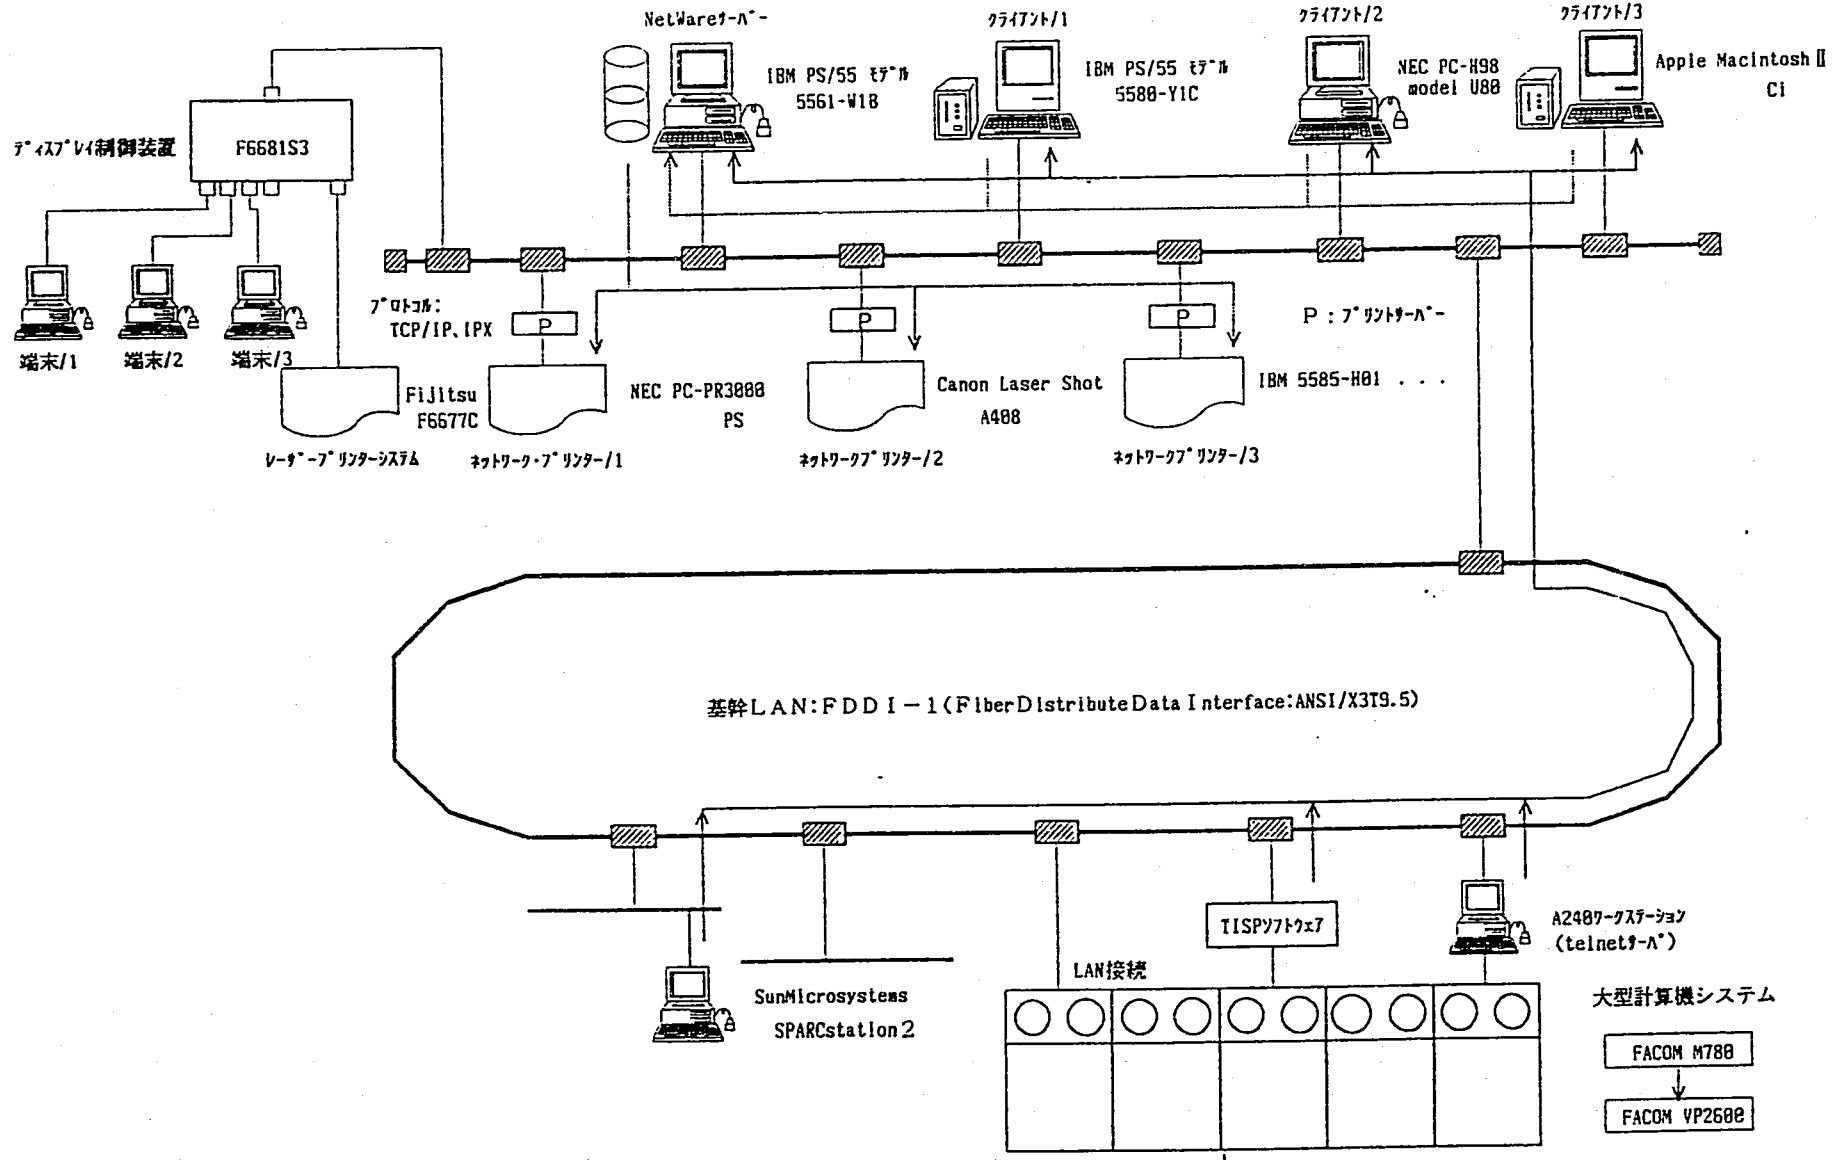 NetWareサーバー
クライアント/1
クライアント/2
クライアント/3
IBM PS/55 モデル
5561-W1B
IBM PS/55 モデル
5580-Y1C
NEC PC-H98
model U80
Apple Macintosh Ⅱ
Ci
ディスプレイ制御装置
F6681S3
端末/1
端末/2
端末/3
プロトコル:
TCP/IP、IPX
P
P
P
P:プリントサーバー
Fijitsu
F6677C
NEC PC-PR3000
PS
Canon Laser Shot
A408
IBM 5585-H01 . . .
レーザープリンターシステム
ネットワーク・プリンター/1
ネットワークプリンター/2
ネットワークプリンター/3
基幹LAN:FDDI-1(FiberDistributeData Interface:ANSI/X3T9.5)
TISPソフトウェア
A240ワークステーション
(telnetサーバ)
LAN接続
SunMicrosystems
SPARCstation2
大型計算機システム
FACOM M780
FACOM VP2600